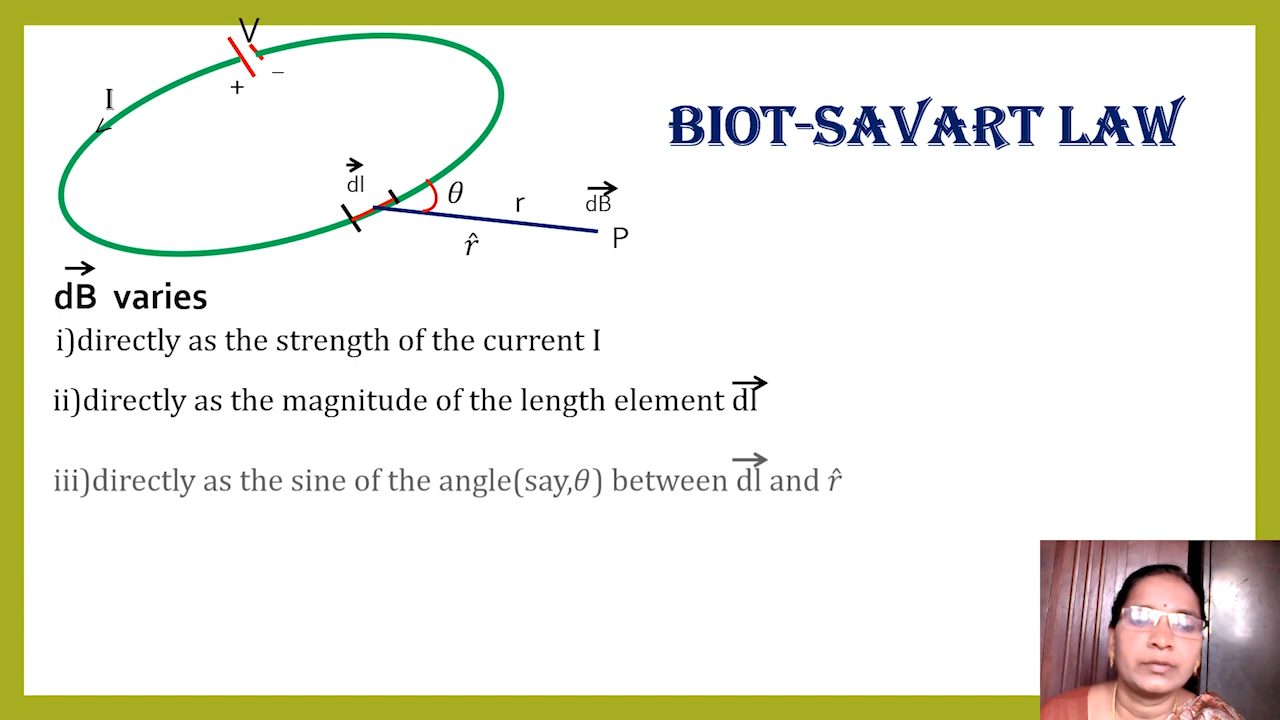 V
+ −
I
BIOT-SAVART LAW
dl⃗
θ
r
dB⃗
r̂
P
dB⃗ varies
i)directly as the strength of the current I
ii)directly as the magnitude of the length element dl⃗
iii)directly as the sine of the angle(say,θ) between dl⃗ and r̂